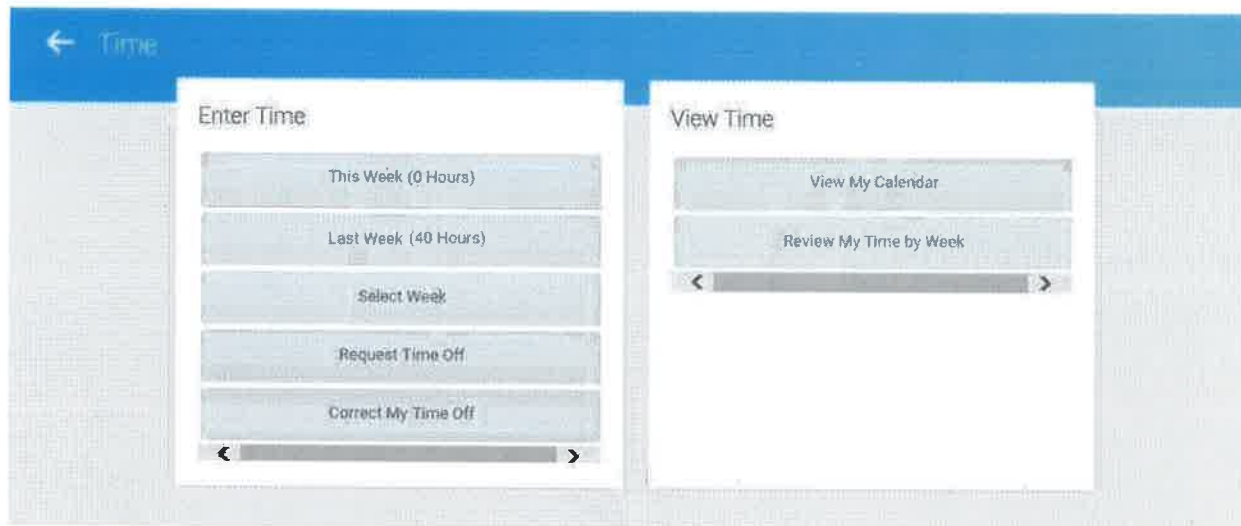 Time
Enter Time
This Week (0 Hours)
Last Week (40 Hours)
Select Week
Request Time Off
Correct My Time Off
View Time
View My Calendar
Review My Time by Week